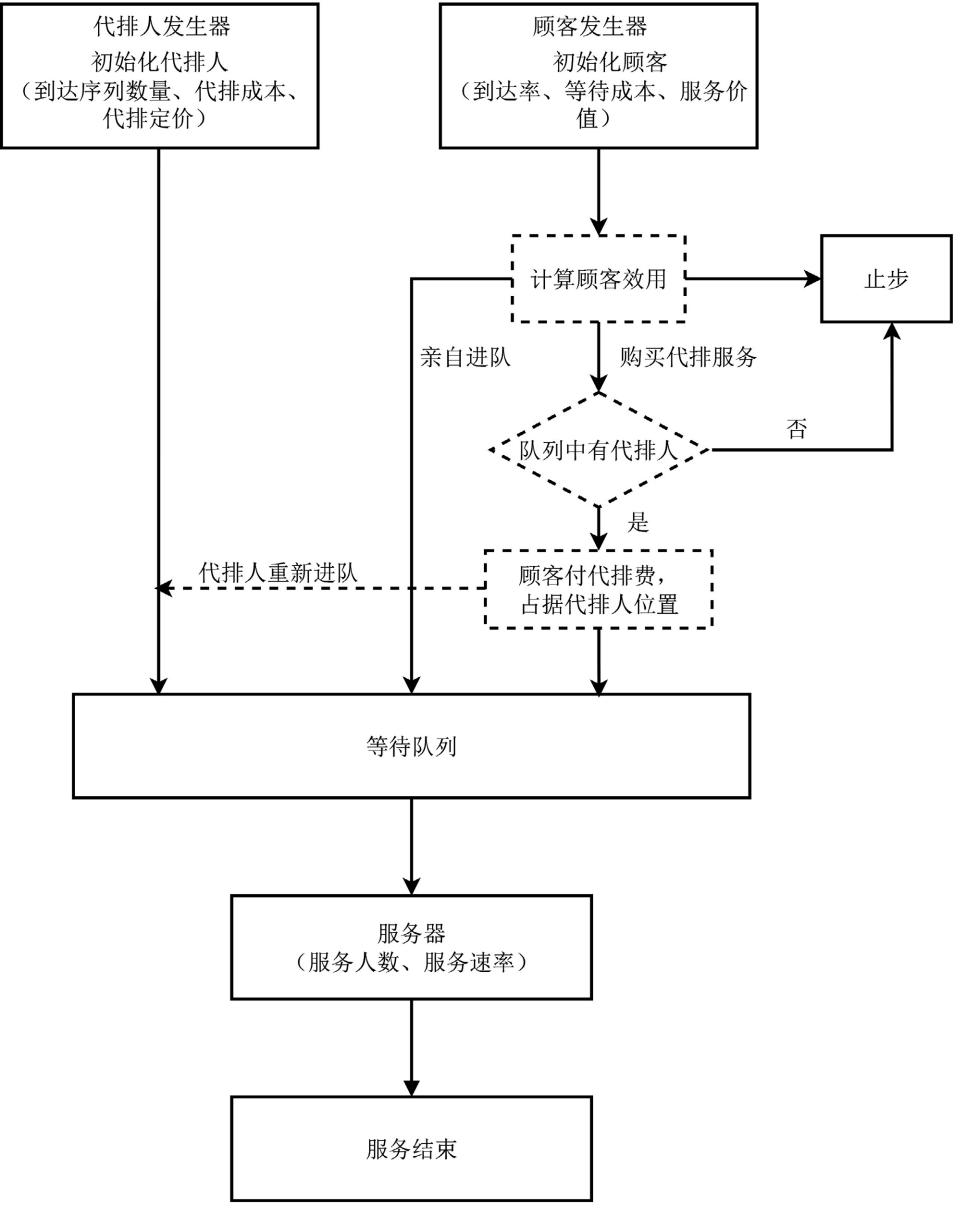 代排人发生器
初始化代排人
（到达序列数量、代排成本、
代排定价）
顾客发生器
初始化顾客
（到达率、等待成本、服务价
值）
计算顾客效用
止步
亲自进队
购买代排服务
队列中有代排人
否
是
代排人重新进队
顾客付代排费，
占据代排人位置
等待队列
服务器
（服务人数、服务速率）
服务结束